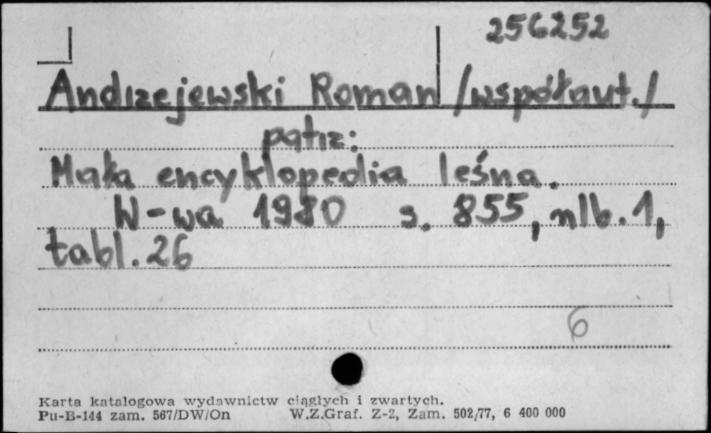 256252
Andrzejewski Roman /współaut./
patrz:
Mała encyklopedia leśna.
W-wa 1980 s. 855, nlb. 1,
tabl. 26
6
Karta katalogowa wydawnictw ciągłych i zwartych.
Pu-B-144 zam. 567/DW/On W.Z.Graf. Z-2, Zam. 502/77, 6 400 000